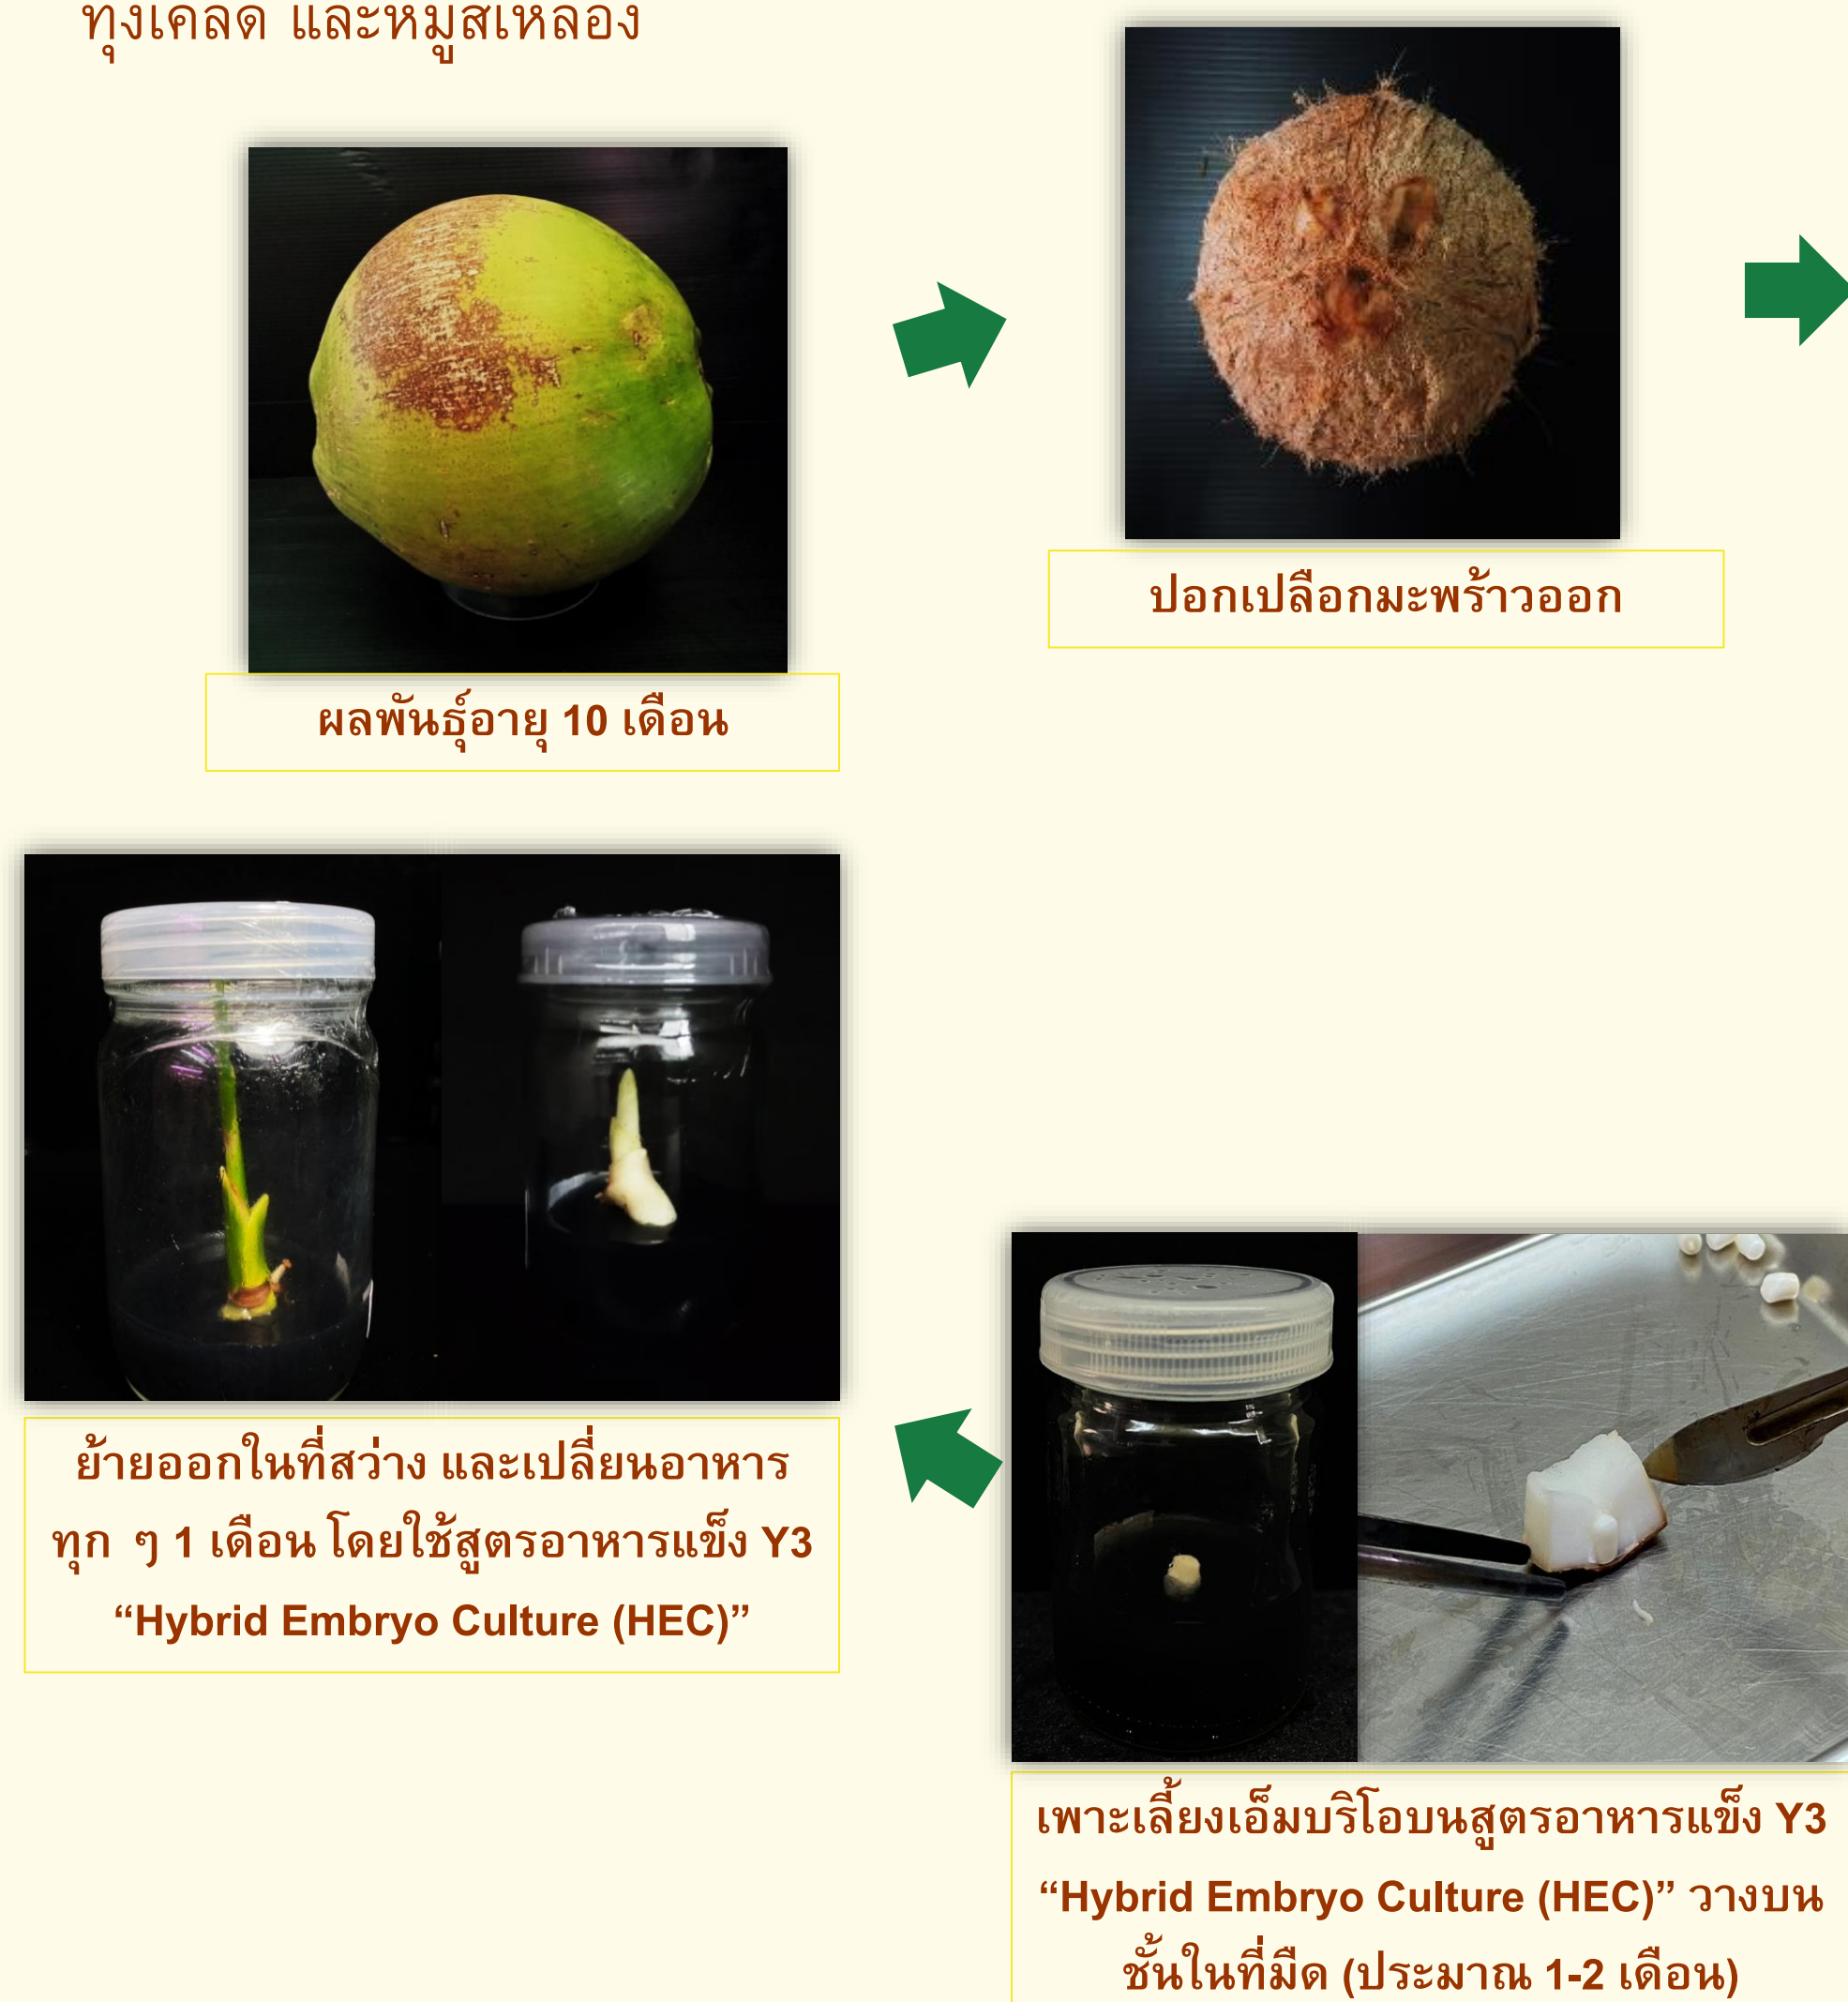 ทุงเคลด และหมูสเหลอง
ผลพันธุ์อายุ 10 เดือน
ปอกเปลือกมะพร้าวออก
ย้ายออกในที่สว่าง และเปลี่ยนอาหาร
ทุก ๆ 1 เดือน โดยใช้สูตรอาหารแข็ง Y3
“Hybrid Embryo Culture (HEC)”
เพาะเลี้ยงเอ็มบริโอบนสูตรอาหารแข็ง Y3
“Hybrid Embryo Culture (HEC)” วางบน
ชั้นในที่มืด (ประมาณ 1-2 เดือน)